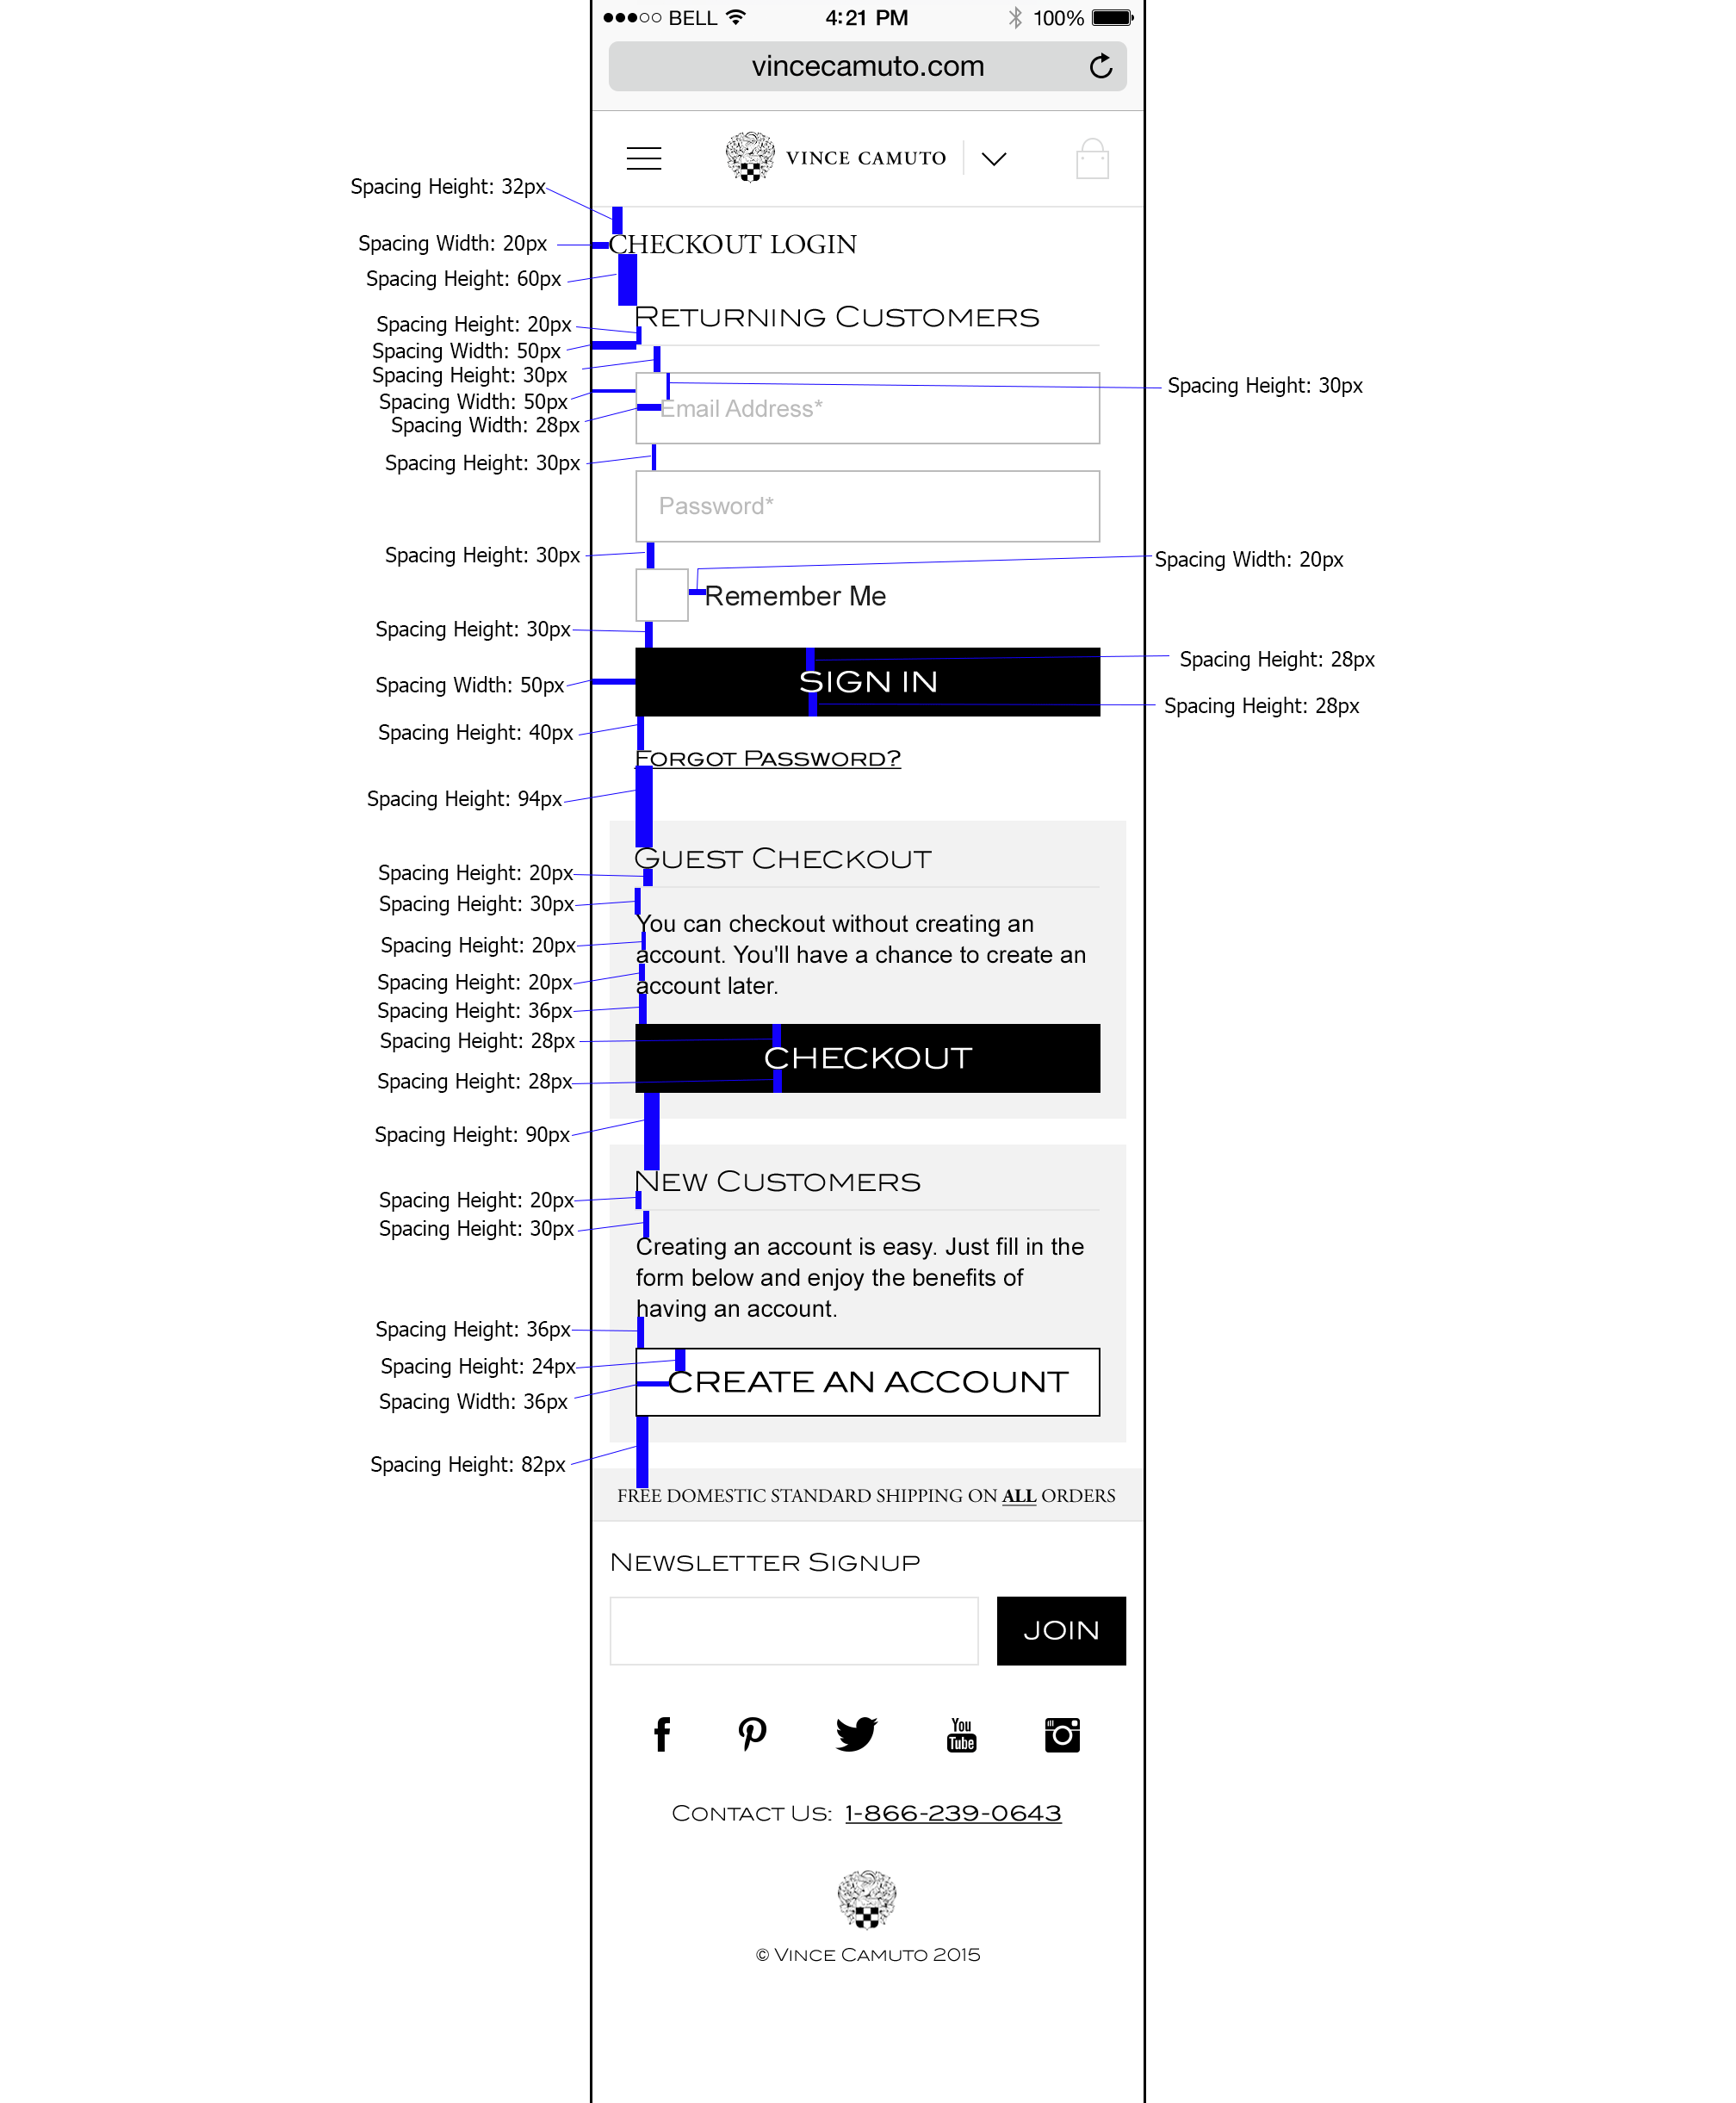 BELL 4:21 PM 100%
vincecamuto.com
VINCE CAMUTO
Spacing Height: 32px
Spacing Width: 20px
CHECKOUT LOGIN
Spacing Height: 60px
RETURNING CUSTOMERS
Spacing Height: 20px
Spacing Width: 50px
Spacing Height: 30px
Spacing Height: 30px
Spacing Width: 50px
Email Address*
Spacing Width: 28px
Spacing Height: 30px
Password*
Spacing Height: 30px
Spacing Width: 20px
Remember Me
Spacing Height: 30px
Spacing Height: 28px
Spacing Width: 50px
SIGN IN
Spacing Height: 28px
Spacing Height: 40px
FORGOT PASSWORD?
Spacing Height: 94px
GUEST CHECKOUT
Spacing Height: 20px
Spacing Height: 30px
You can checkout without creating an
Spacing Height: 20px
account. You'll have a chance to create an
Spacing Height: 20px
account later.
Spacing Height: 36px
Spacing Height: 28px
CHECKOUT
Spacing Height: 28px
Spacing Height: 90px
NEW CUSTOMERS
Spacing Height: 20px
Spacing Height: 30px
Creating an account is easy. Just fill in the
form below and enjoy the benefits of
having an account.
Spacing Height: 36px
Spacing Height: 24px
CREATE AN ACCOUNT
Spacing Width: 36px
Spacing Height: 82px
FREE DOMESTIC STANDARD SHIPPING ON ALL ORDERS
NEWSLETTER SIGNUP
JOIN
You
Tube
CONTACT US: 1-866-239-0643
© VINCE CAMUTO 2015